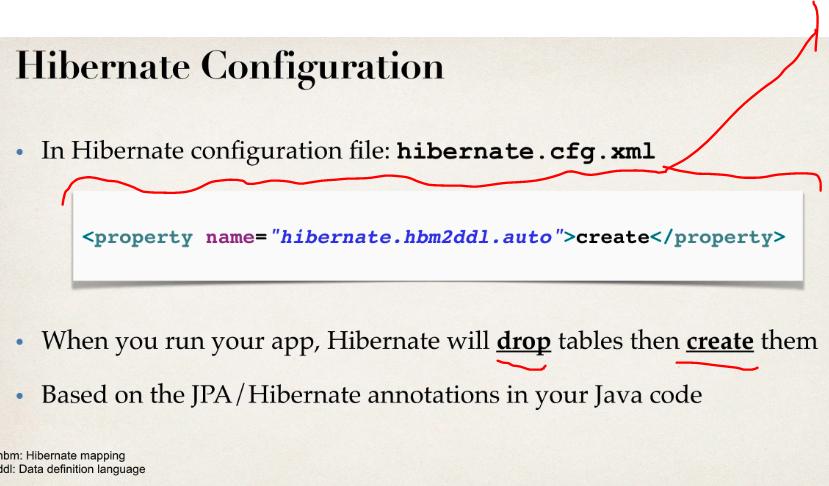 Hibernate Configuration
• In Hibernate configuration file: hibernate.cfg.xml
<property name="hibernate.hbm2ddl.auto">create</property>
• When you run your app, Hibernate will drop tables then create them
• Based on the JPA/Hibernate annotations in your Java code
hbm: Hibernate mapping
ddl: Data definition language